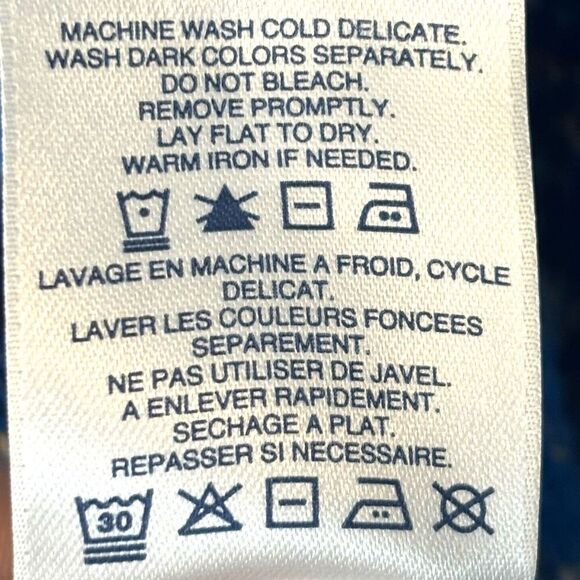 MACHINE WASH COLD DELICATE.
WASH DARK COLORS SEPARATELY.
DO NOT BLEACH.
REMOVE PROMPTLY.
LAY FLAT TO DRY.
WARM IRON IF NEEDED.
LAVAGE EN MACHINE A FROID, CYCLE
DELICAT.
LAVER LES COULEURS FONCEES
SEPAREMENT.
NE PAS UTILISER DE JAVEL.
A ENLEVER RAPIDEMENT.
SECHAGE A PLAT.
REPASSER SI NECESSAIRE.
30